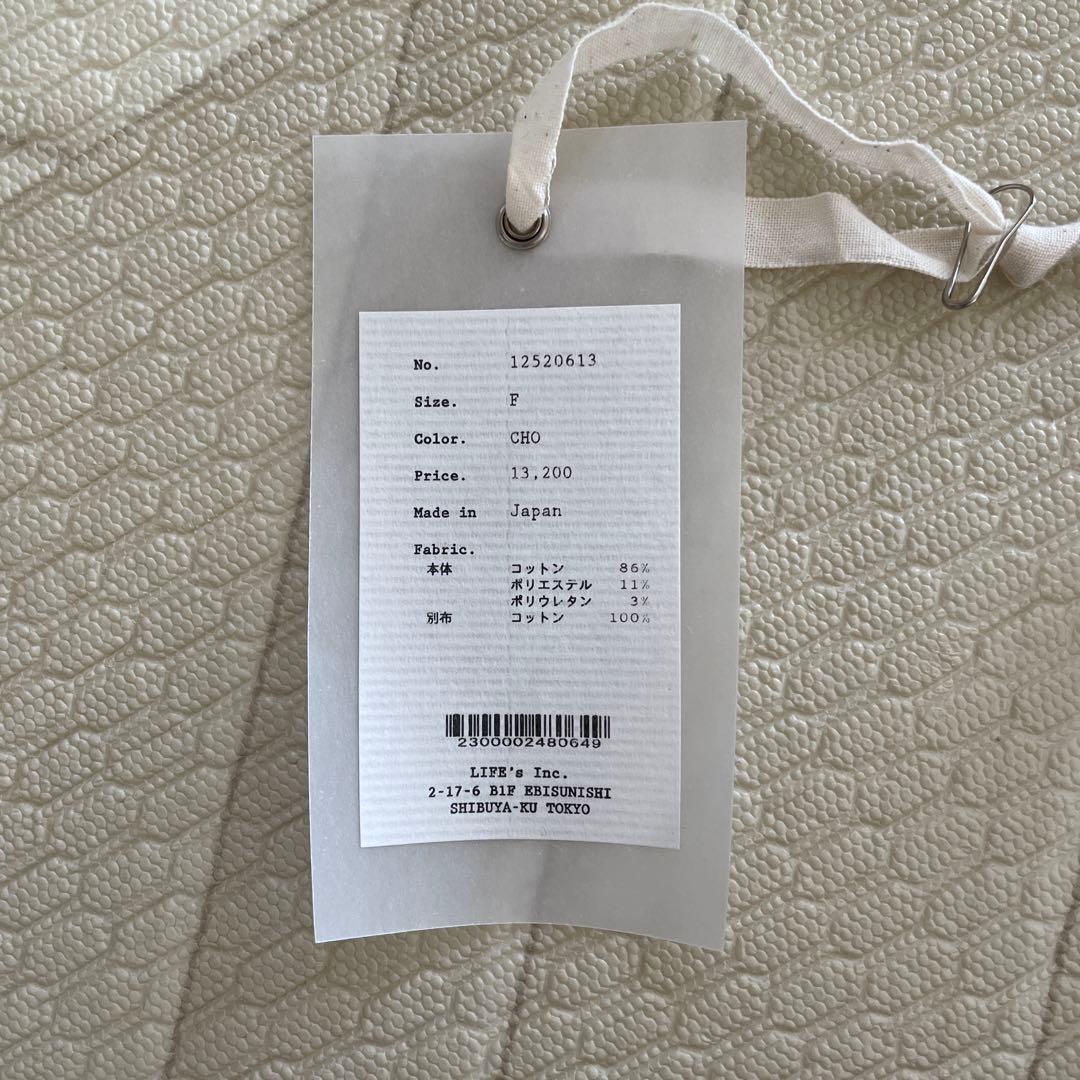 No. 12520613
Size. F
Color. CHO
Price. 13,200
Made in Japan
Fabric.
本体 コットン 86%
ポリエステル 11%
ポリウレタン 3%
別布 コットン 100%
2300002480649
LIFE's Inc.
2-17-6 B1F EBISUNISHI
SHIBUYA-KU TOKYO